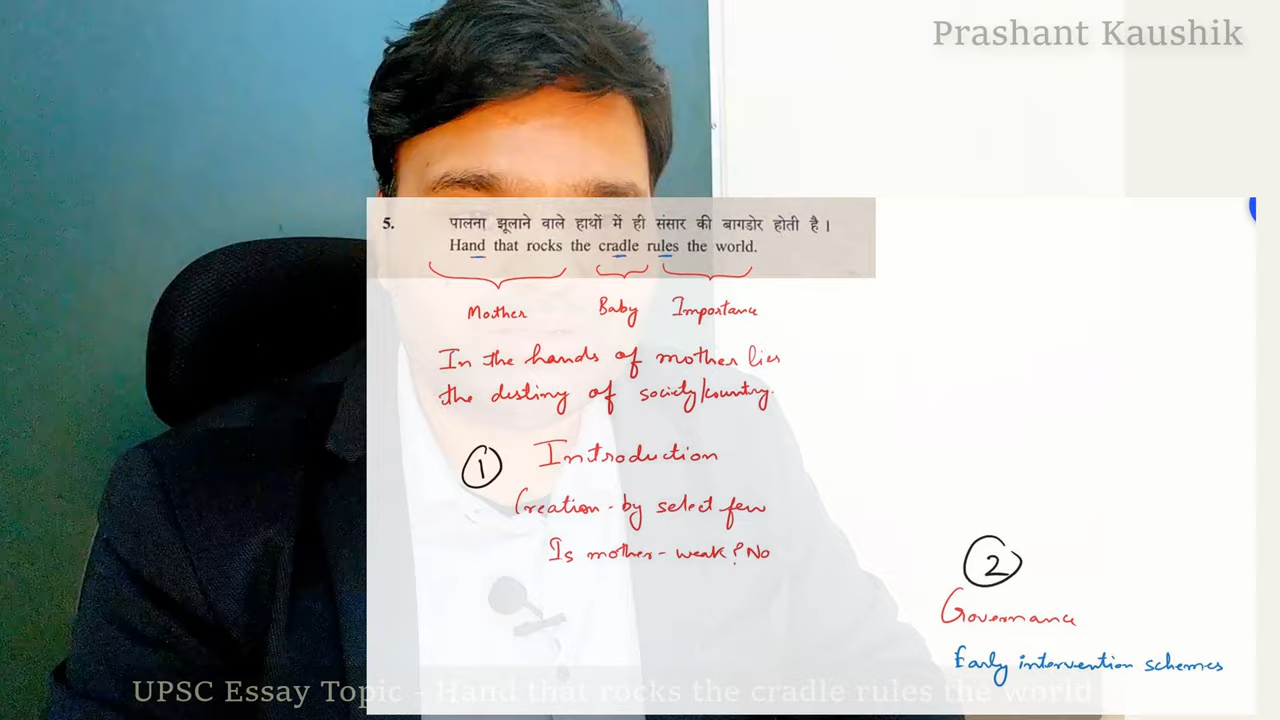 Prashant Kaushik
5. पालना झूलाने वाले हाथों में ही संसार की बागडोर होती है।
Hand that rocks the cradle rules the world.
Mother Baby Importance
In the hands of mother lies
the destiny of society/country.
1 Introduction
Creation - by select few
Is mother - weak? No
2
Governance
Early intervention schemes
UPSC Essay Topic - Hand that rocks the cradle rules the world